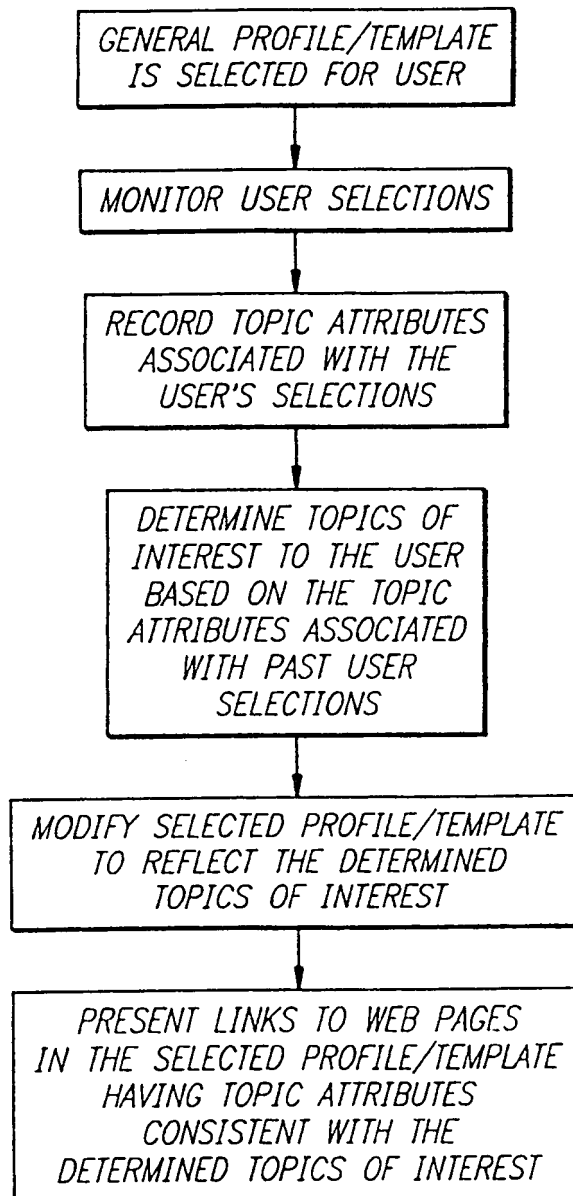 GENERAL PROFILE/TEMPLATE
IS SELECTED FOR USER
MONITOR USER SELECTIONS
RECORD TOPIC ATTRIBUTES
ASSOCIATED WITH THE
USER'S SELECTIONS
DETERMINE TOPICS OF
INTEREST TO THE USER
BASED ON THE TOPIC
ATTRIBUTES ASSOCIATED
WITH PAST USER
SELECTIONS
MODIFY SELECTED PROFILE/TEMPLATE
TO REFLECT THE DETERMINED
TOPICS OF INTEREST
PRESENT LINKS TO WEB PAGES
IN THE SELECTED PROFILE/TEMPLATE
HAVING TOPIC ATTRIBUTES
CONSISTENT WITH THE
DETERMINED TOPICS OF INTEREST